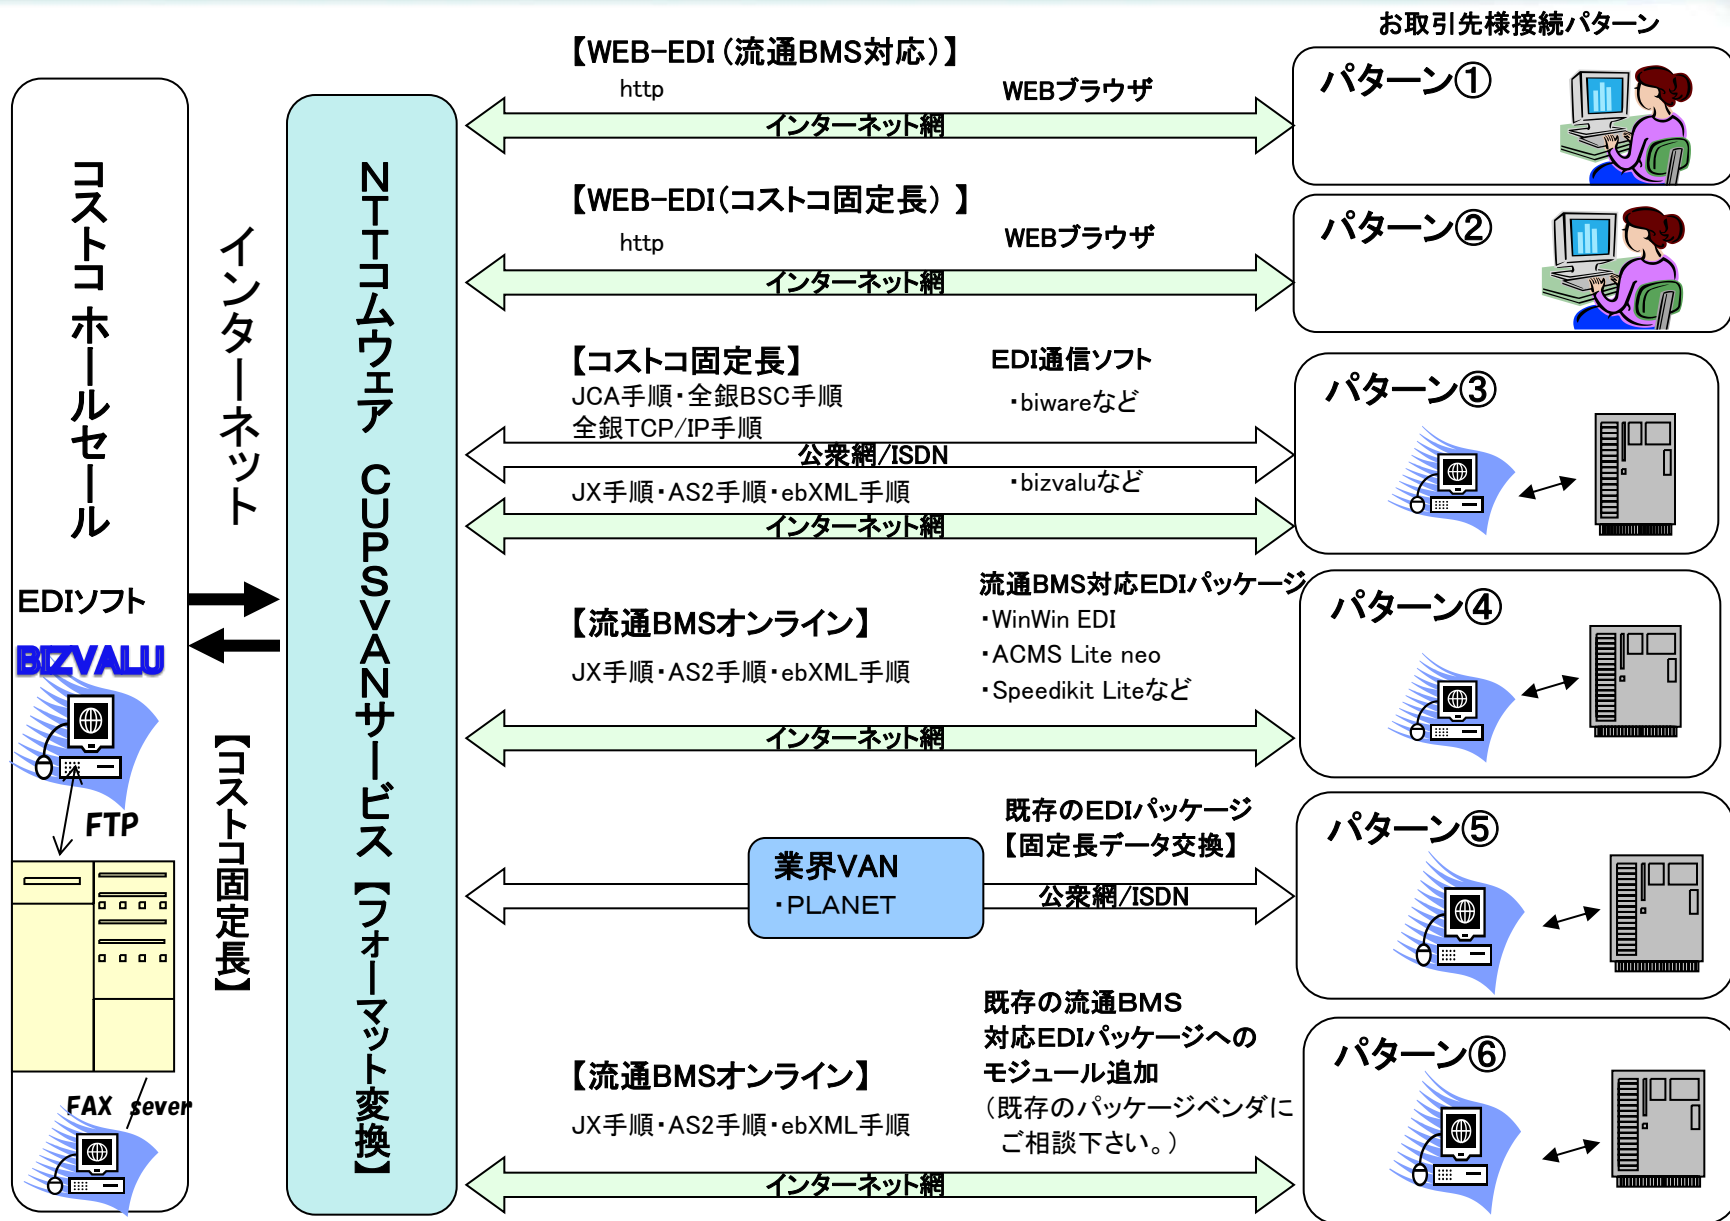 お取引先様接続パターン
コストコ ホールセール
EDIソフト
BIZVALU
FTP
FAX sever
インターネット
【コストコ固定長】
NTTコムウェア CUPSVANサービス【フォーマット変換】
【WEB-EDI(流通BMS対応)】
http
WEBブラウザ
インターネット網
パターン①
【WEB-EDI(コストコ固定長) 】
http
WEBブラウザ
インターネット網
パターン②
【コストコ固定長】
JCA手順・全銀BSC手順
全銀TCP/IP手順
EDI通信ソフト
・biwareなど
公衆網/ISDN
JX手順・AS2手順・ebXML手順
・bizvaluなど
インターネット網
パターン③
【流通BMSオンライン】
JX手順・AS2手順・ebXML手順
流通BMS対応EDIパッケージ
・WinWin EDI
・ACMS Lite neo
・Speedikit Liteなど
インターネット網
パターン④
業界VAN
・PLANET
既存のEDIパッケージ
【固定長データ交換】
公衆網/ISDN
パターン⑤
【流通BMSオンライン】
JX手順・AS2手順・ebXML手順
既存の流通BMS
対応EDIパッケージへの
モジュール追加
(既存のパッケージベンダに
ご相談下さい。)
インターネット網
パターン⑥